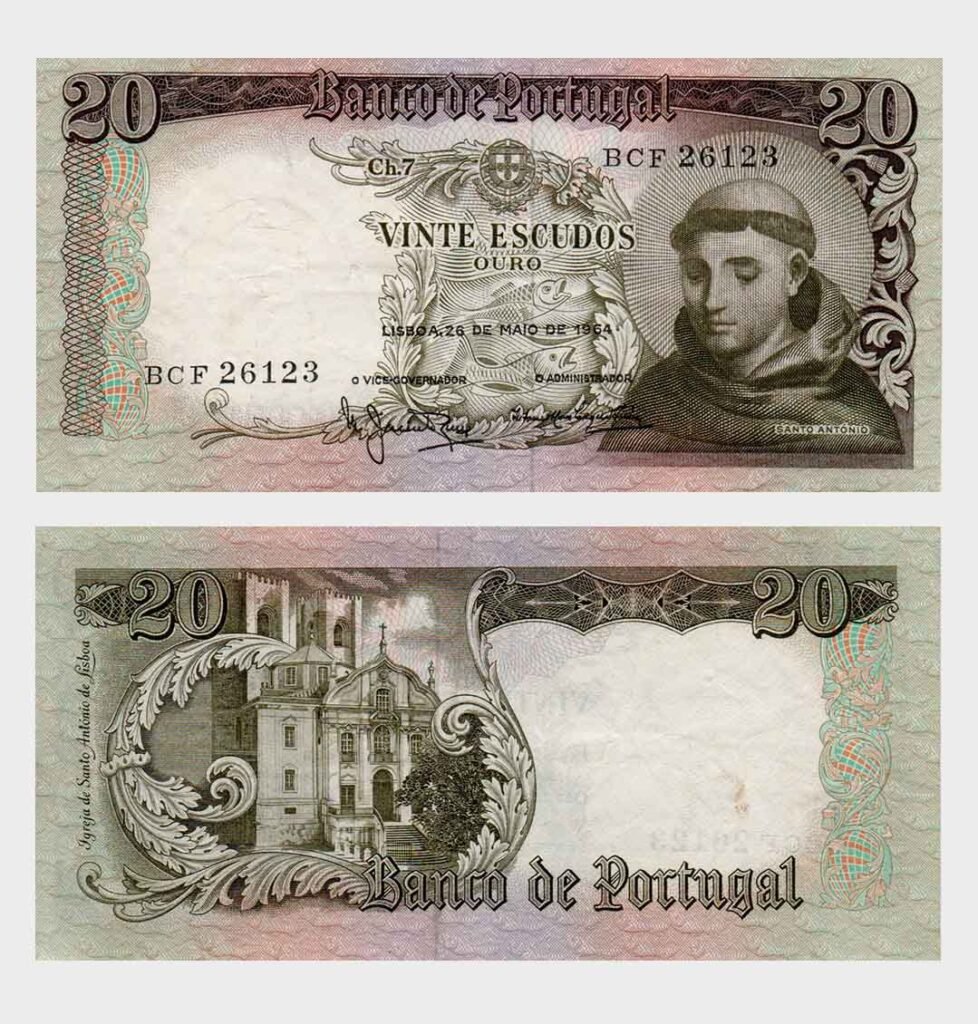 20 Banco de Portugal 20
Ch.7
BCF 26123
VINTE ESCUDOS
OURO
LISBOA, 26 DE MAIO DE 1964
BCF 26123
O VICE-GOVERNADOR
O ADMINISTRADOR
SANTO ANTÓNIO
20
20
Igreja de Santo António de Lisboa
Banco de Portugal